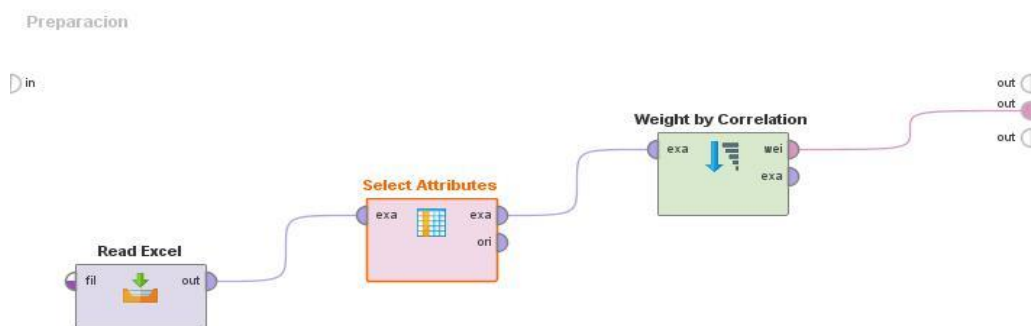 Preparacion
in
out
out
out
Weight by Correlation
exa
wei
exa
Select Attributes
exa
exa
ori
Read Excel
fil
out